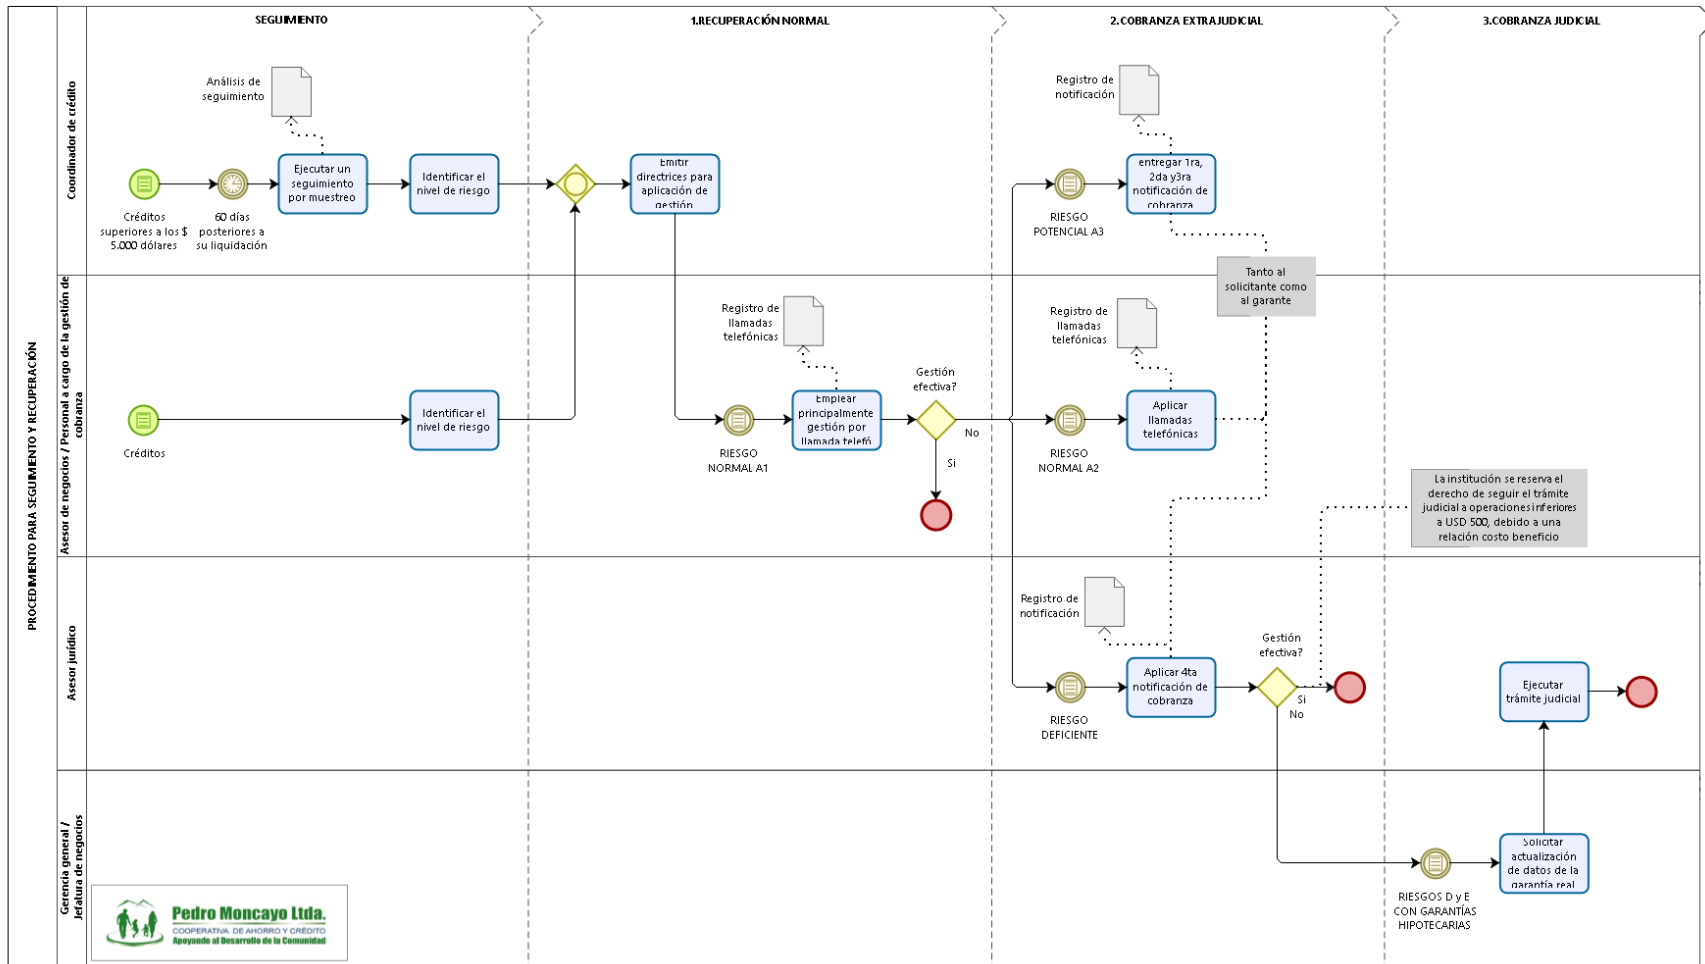 SEGUIMIENTO
1.RECUPERACIÓN NORMAL
2.COBRANZA EXTRAJUDICIAL
3.COBRANZA JUDICIAL
PROCEDIMIENTO PARA SEGUIMIENTO Y RECUPERACIÓN
Coordinador de crédito
Análisis de
seguimiento
Créditos
superiores a los $
5.000 dólares
60 días
posteriores a
su liquidación
Ejecutar un
seguimiento
por muestreo
Identificar el
nivel de riesgo
Emitir
directrices para
aplicación de
gestión
Registro de
notificación
RIESGO
POTENCIAL A3
entregar 1ra,
2da y3ra
notificación de
cobranza
Tanto al
solicitante como
al garante
Asesor de negocios / Personal a cargo de la gestión de
cobranza
Créditos
Identificar el
nivel de riesgo
Registro de
llamadas
telefónicas
RIESGO
NORMAL A1
Emplear
principalmente
gestión por
llamada telefó
Gestión
efectiva?
No
Si
Registro de
llamadas
telefónicas
RIESGO
NORMAL A2
Aplicar
llamadas
telefónicas
La institución se reserva el
derecho de seguir el trámite
judicial a operaciones inferiores
a USD 500, debido a una
relación costo beneficio
Asesor jurídico
Registro de
notificación
RIESGO
DEFICIENTE
Aplicar 4ta
notificación de
cobranza
Gestión
efectiva?
Si
No
Ejecutar
trámite judicial
Gerencia general /
Jefatura de negocios
RIESGOS D y E
CON GARANTÍAS
HIPOTECARIAS
Solicitar
actualización
de datos de la
garantía real
Pedro Moncayo Ltda.
COOPERATIVA DE AHORRO Y CRÉDITO
Apoyando al Desarrollo de la Comunidad